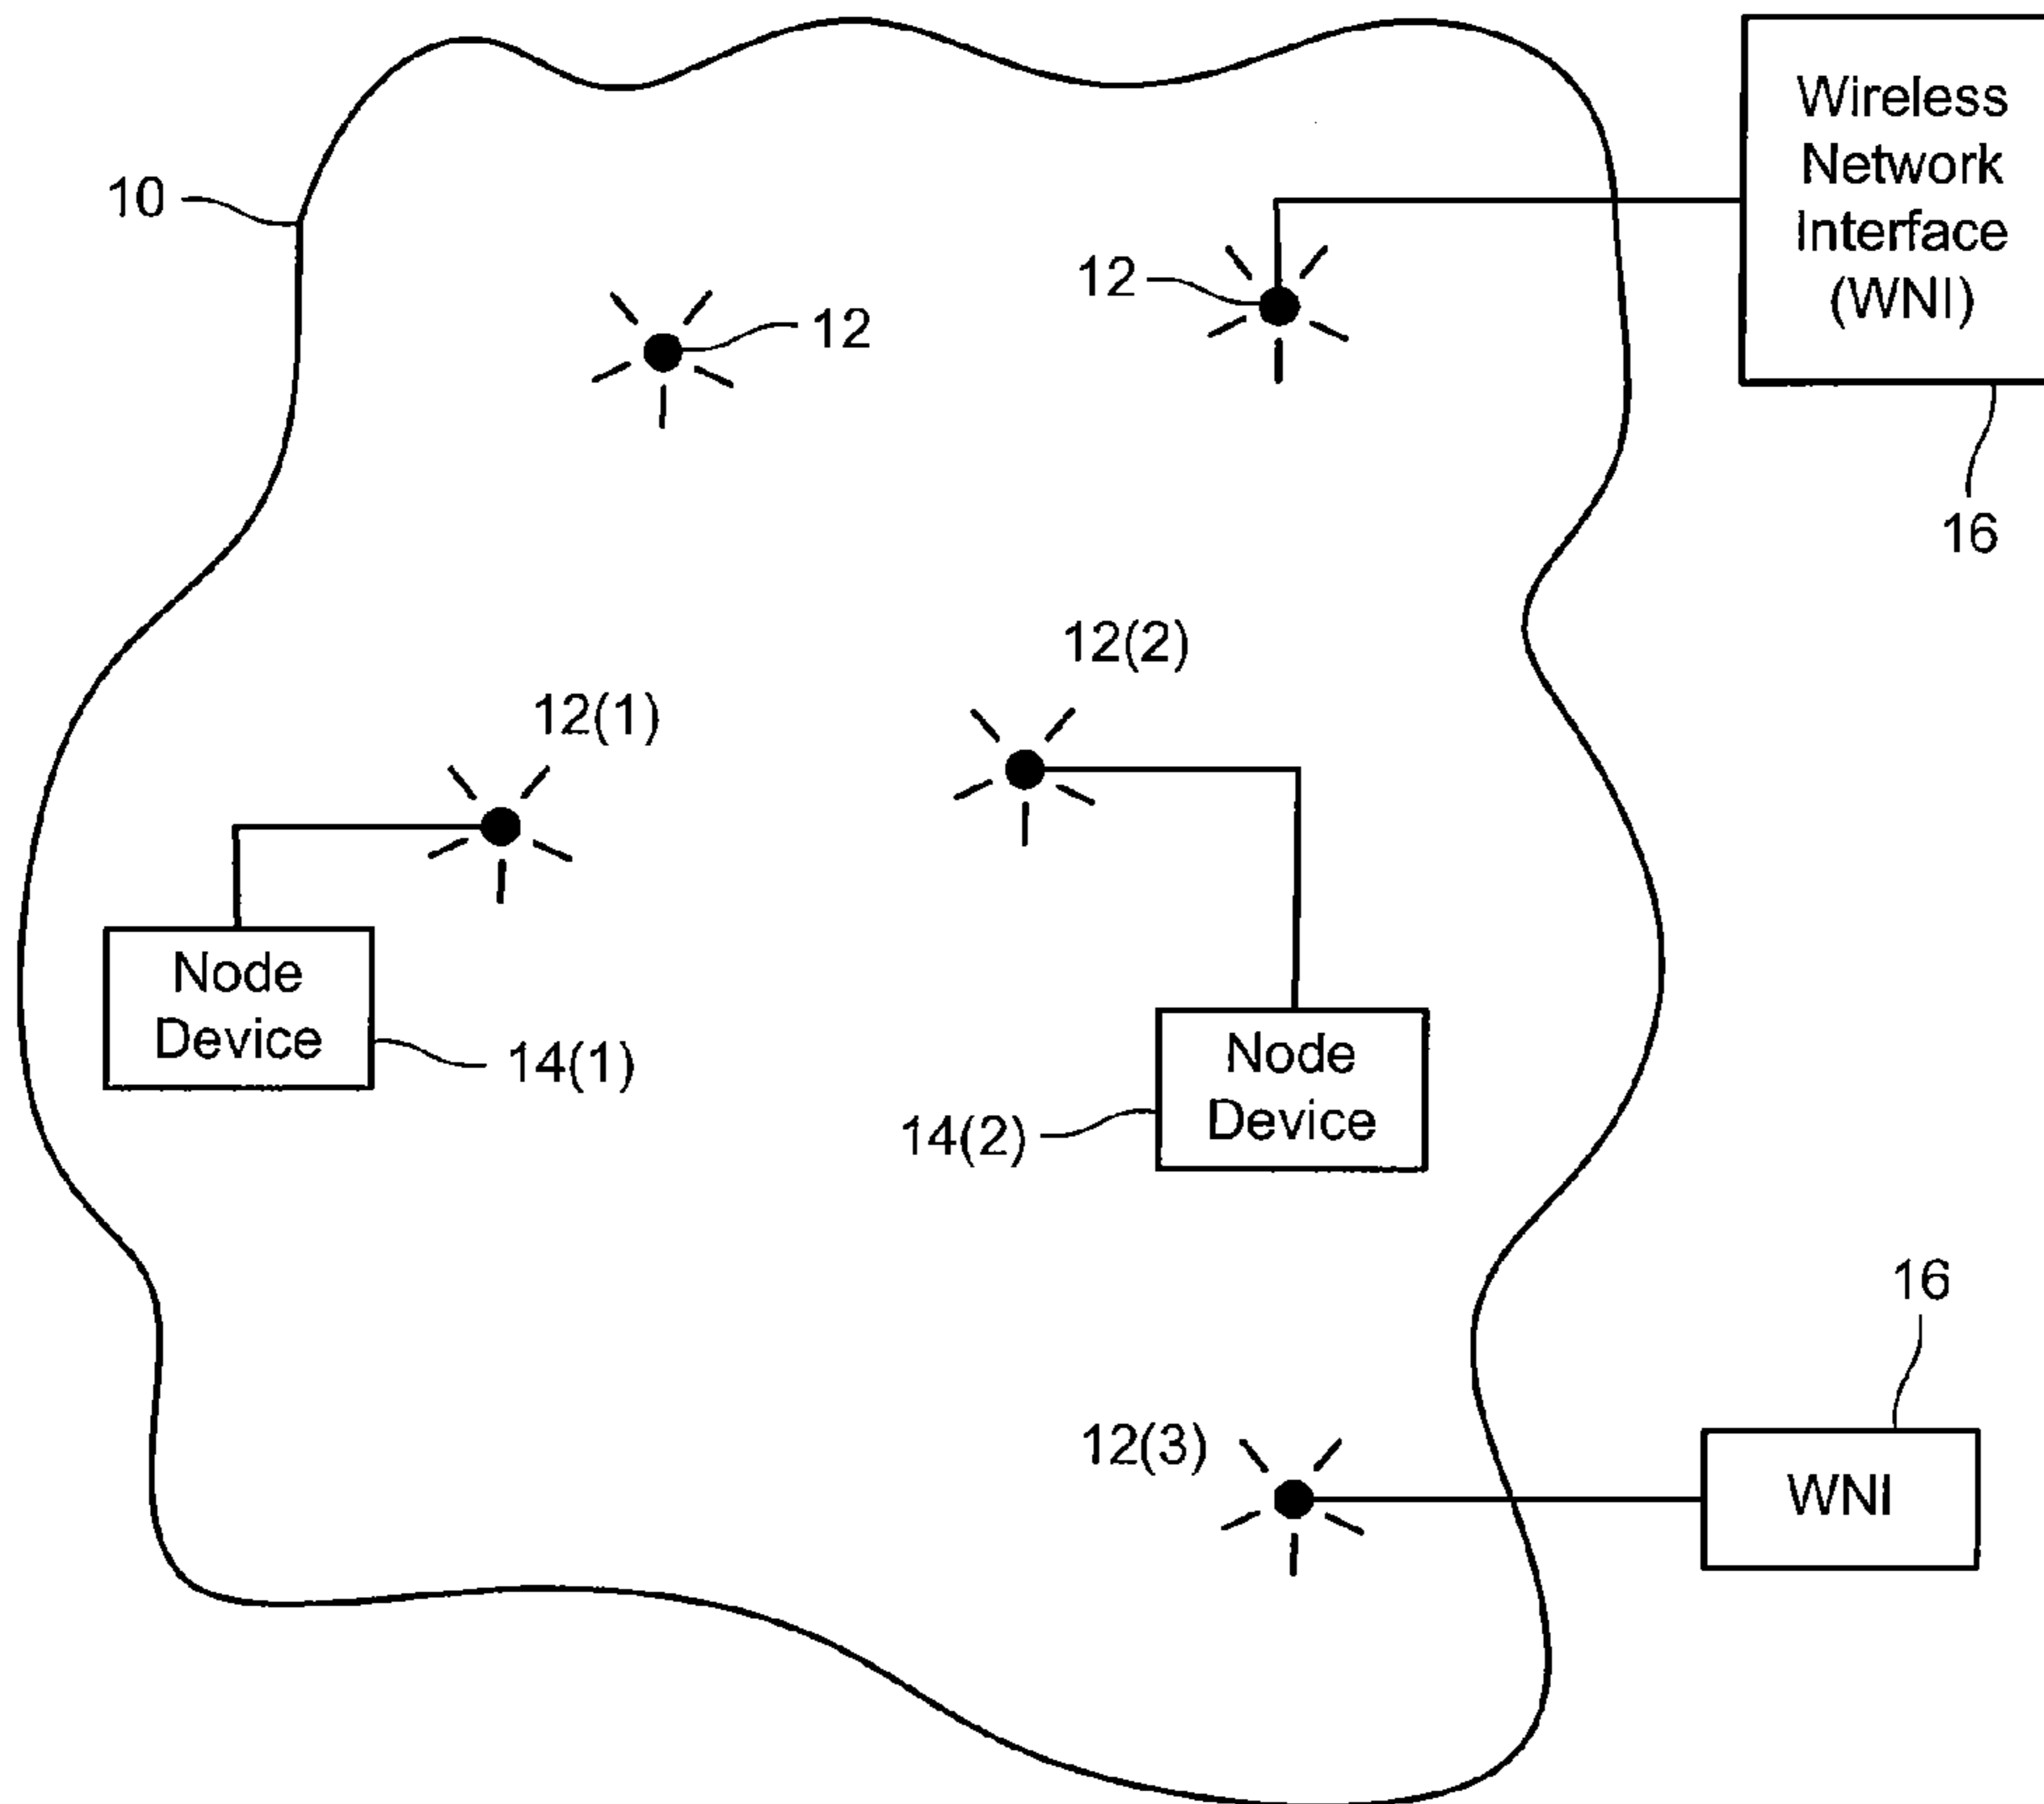 Wireless
Network
Interface
(WNI)
10
12
12
16
12(2)
12(1)
Node
Device
14(1)
Node
Device
14(2)
16
12(3)
WNI